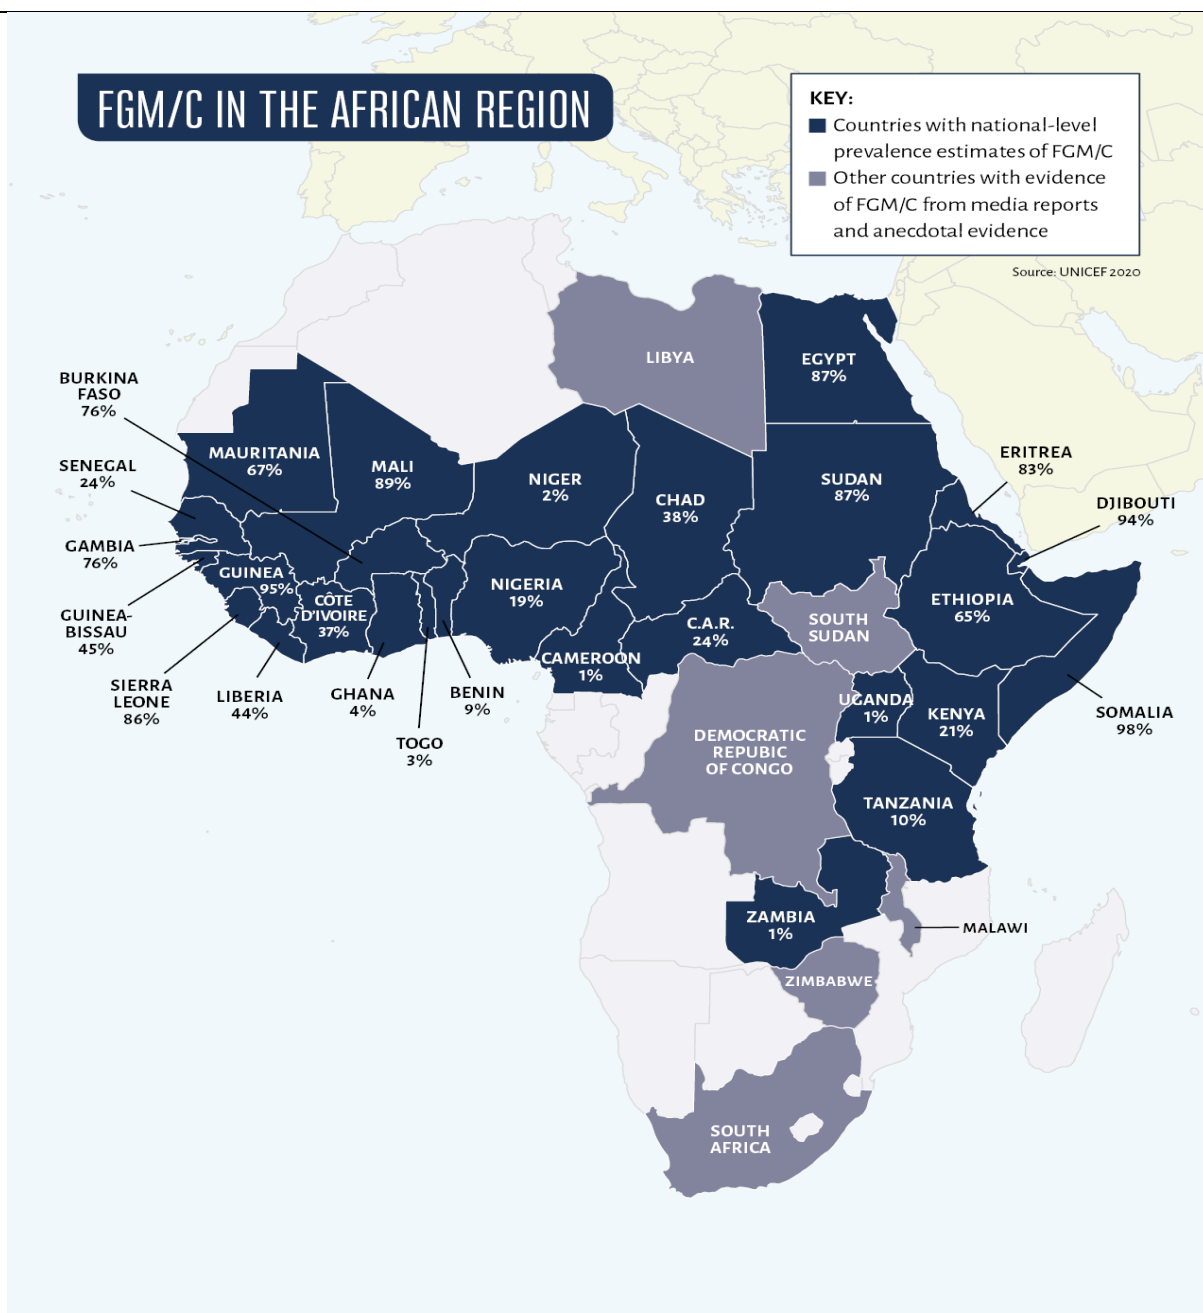 FGM/C IN THE AFRICAN REGION
KEY:
Countries with national-level
prevalence estimates of FGM/C
Other countries with evidence
of FGM/C from media reports
and anecdotal evidence
Source: UNICEF 2020
LIBYA
EGYPT
87%
BURKINA
FASO
76%
MAURITANIA
67%
MALI
89%
NIGER
2%
CHAD
38%
SUDAN
87%
ERITREA
83%
DJIBOUTI
94%
SENEGAL
24%
GAMBIA
76%
GUINEA
95%
CÔTE
D'IVOIRE
37%
NIGERIA
19%
C.A.R.
24%
SOUTH
SUDAN
ETHIOPIA
65%
GUINEA-
BISSAU
45%
SIERRA
LEONE
86%
LIBERIA
44%
GHANA
4%
TOGO
3%
BENIN
9%
CAMEROON
1%
UGANDA
1%
KENYA
21%
SOMALIA
98%
DEMOCRATIC
REPUBIC
OF CONGO
TANZANIA
10%
ZAMBIA
1%
MALAWI
ZIMBABWE
SOUTH
AFRICA